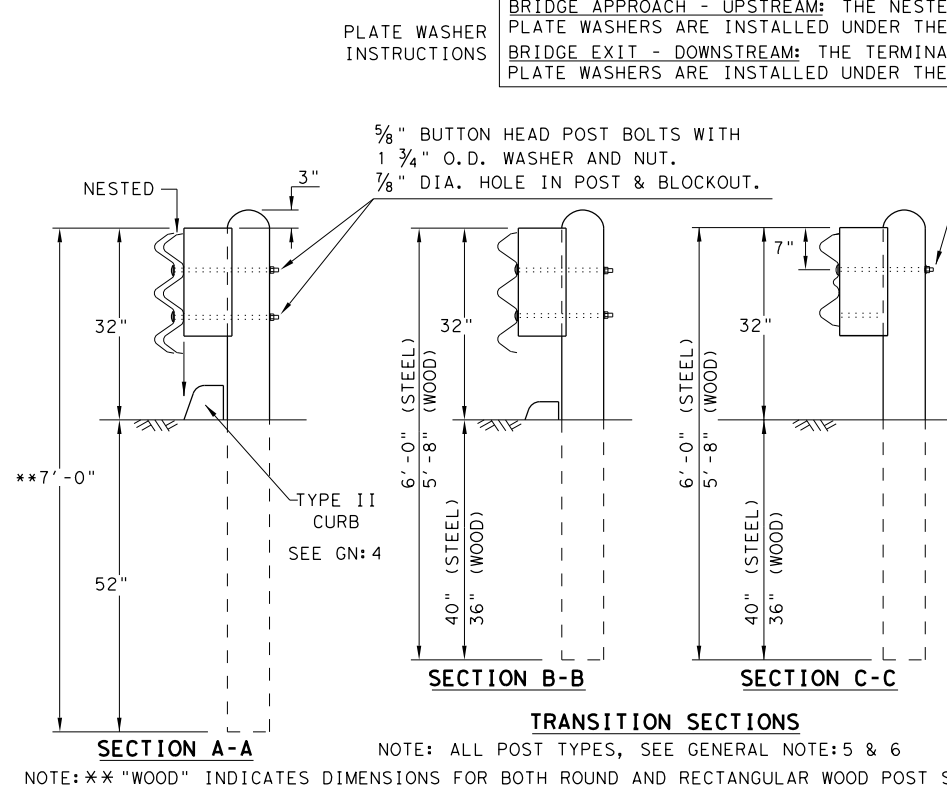 BRIDGE APPROACH - UPSTREAM: THE NESTE
PLATE WASHERS ARE INSTALLED UNDER THE
BRIDGE EXIT - DOWNSTREAM: THE TERMINA
PLATE WASHERS ARE INSTALLED UNDER THE
PLATE WASHER
INSTRUCTIONS
5/8" BUTTON HEAD POST BOLTS WITH
1 3/4" O.D. WASHER AND NUT.
7/8" DIA. HOLE IN POST & BLOCKOUT.
NESTED
3"
32"
**7'-0"
52"
TYPE II
CURB
SEE GN:4
SECTION A-A
32"
6'-0" (STEEL)
5'-8" (WOOD)
40" (STEEL)
36" (WOOD)
SECTION B-B
7"
32"
6'-0" (STEEL)
5'-8" (WOOD)
40" (STEEL)
36" (WOOD)
SECTION C-C
TRANSITION SECTIONS
NOTE: ALL POST TYPES, SEE GENERAL NOTE:5 & 6
NOTE:** "WOOD" INDICATES DIMENSIONS FOR BOTH ROUND AND RECTANGULAR WOOD POST S